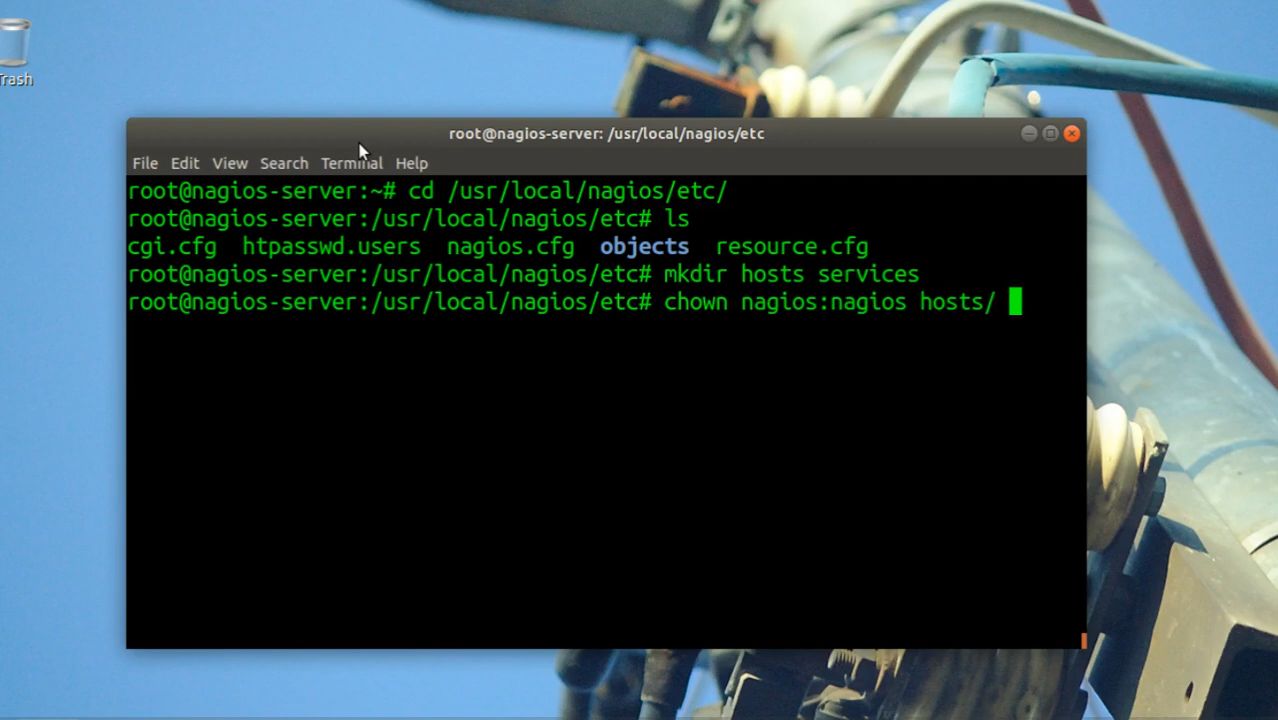 Trash
root@nagios-server: /usr/local/nagios/etc
File Edit View Search Terminal Help
root@nagios-server:~# cd /usr/local/nagios/etc/
root@nagios-server:/usr/local/nagios/etc# ls
cgi.cfg htpasswd.users nagios.cfg objects resource.cfg
root@nagios-server:/usr/local/nagios/etc# mkdir hosts services
root@nagios-server:/usr/local/nagios/etc# chown nagios:nagios hosts/